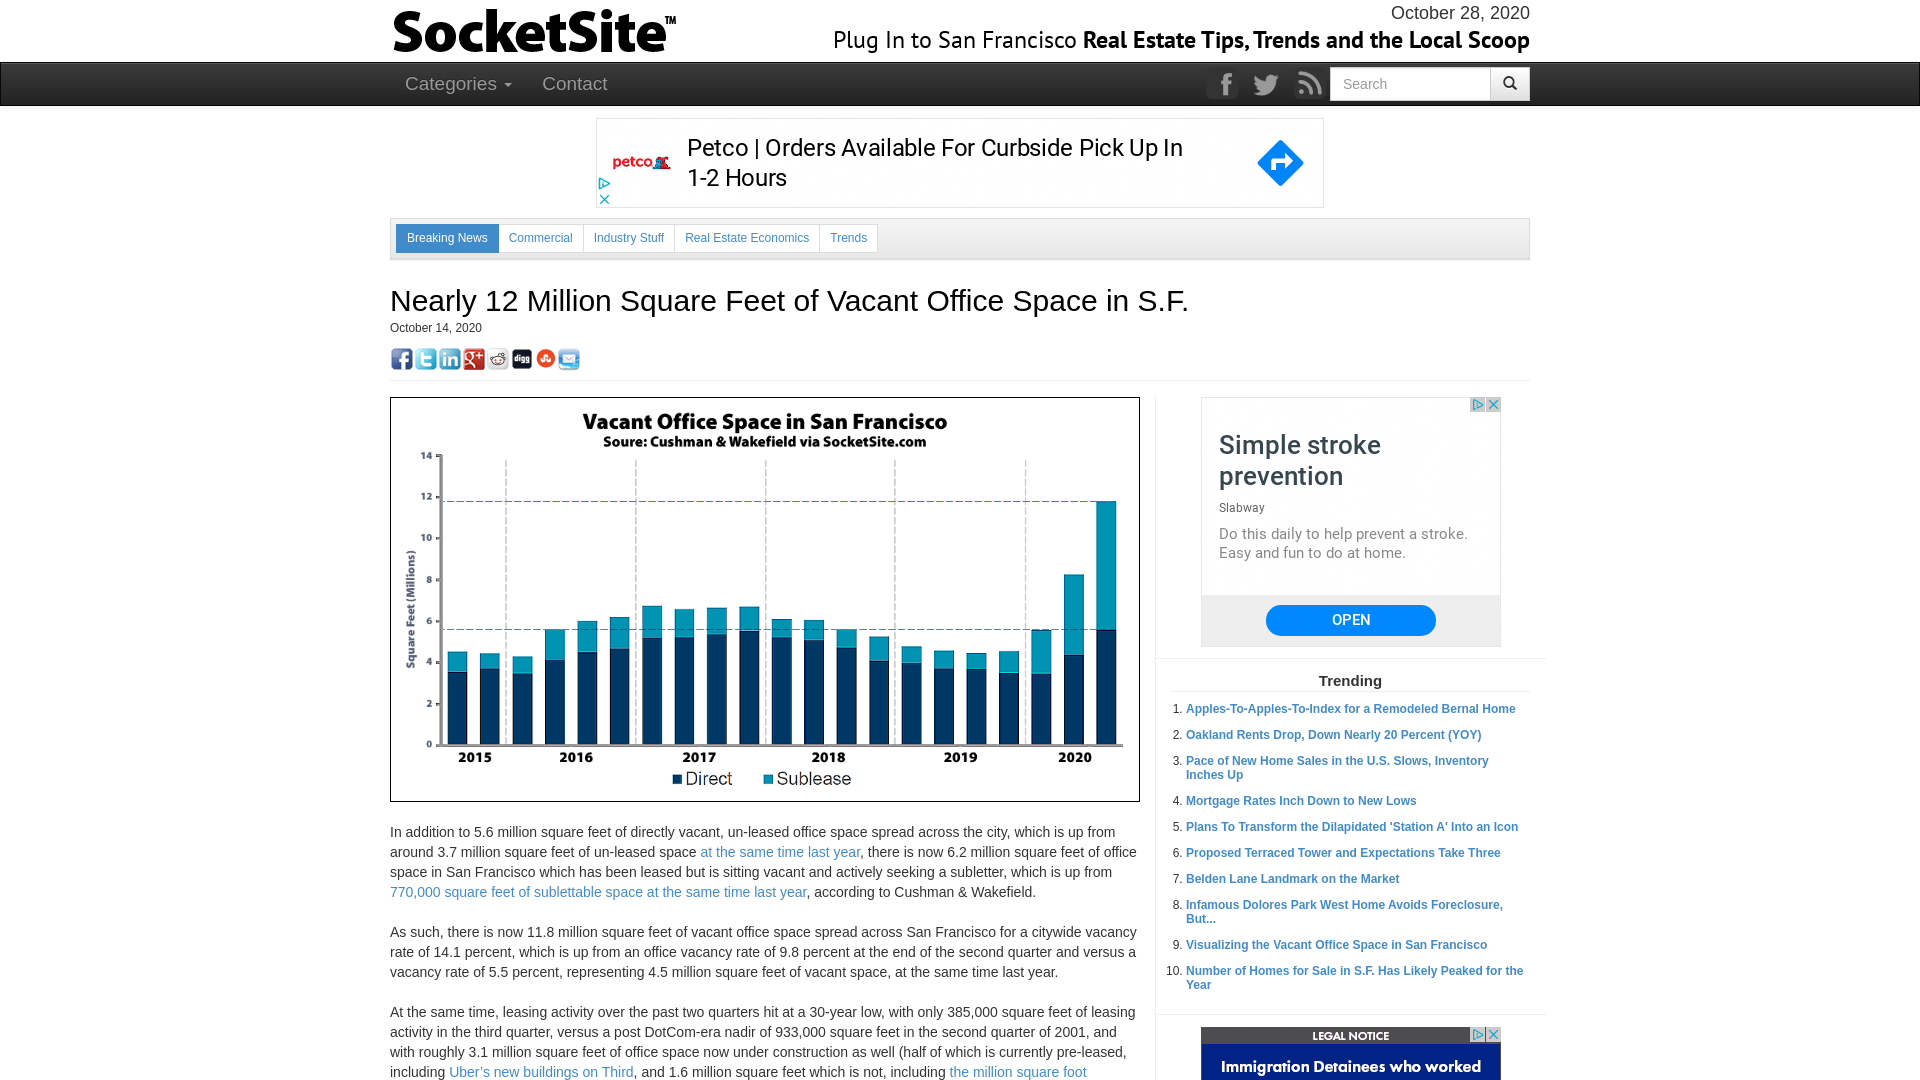 SocketSite™
October 28, 2020
Plug In to San Francisco Real Estate Tips, Trends and the Local Scoop
Categories
Contact
Search
petco
Petco | Orders Available For Curbside Pick Up In
1-2 Hours
Breaking News
Commercial
Industry Stuff
Real Estate Economics
Trends
Nearly 12 Million Square Feet of Vacant Office Space in S.F.
October 14, 2020
digg
Vacant Office Space in San Francisco
Soure: Cushman & Wakefield via SocketSite.com
14
12
10
8
6
4
2
0
Square Feet (Millions)
2015 2016 2017 2018 2019 2020
Direct Sublease
In addition to 5.6 million square feet of directly vacant, un-leased office space spread across the city, which is up from
around 3.7 million square feet of un-leased space at the same time last year, there is now 6.2 million square feet of office
space in San Francisco which has been leased but is sitting vacant and actively seeking a subletter, which is up from
770,000 square feet of sublettable space at the same time last year, according to Cushman & Wakefield.
As such, there is now 11.8 million square feet of vacant office space spread across San Francisco for a citywide vacancy
rate of 14.1 percent, which is up from an office vacancy rate of 9.8 percent at the end of the second quarter and versus a
vacancy rate of 5.5 percent, representing 4.5 million square feet of vacant space, at the same time last year.
At the same time, leasing activity over the past two quarters hit at a 30-year low, with only 385,000 square feet of leasing
activity in the third quarter, versus a post DotCom-era nadir of 933,000 square feet in the second quarter of 2001, and
with roughly 3.1 million square feet of office space now under construction as well (half of which is currently pre-leased,
including Uber’s new buildings on Third, and 1.6 million square feet which is not, including the million square foot
Simple stroke
prevention
Slabway
Do this daily to help prevent a stroke.
Easy and fun to do at home.
OPEN
Trending
1. Apples-To-Apples-To-Index for a Remodeled Bernal Home
2. Oakland Rents Drop, Down Nearly 20 Percent (YOY)
3. Pace of New Home Sales in the U.S. Slows, Inventory
Inches Up
4. Mortgage Rates Inch Down to New Lows
5. Plans To Transform the Dilapidated 'Station A' Into an Icon
6. Proposed Terraced Tower and Expectations Take Three
7. Belden Lane Landmark on the Market
8. Infamous Dolores Park West Home Avoids Foreclosure,
But...
9. Visualizing the Vacant Office Space in San Francisco
10. Number of Homes for Sale in S.F. Has Likely Peaked for the
Year
LEGAL NOTICE
Immigration Detainees who worked